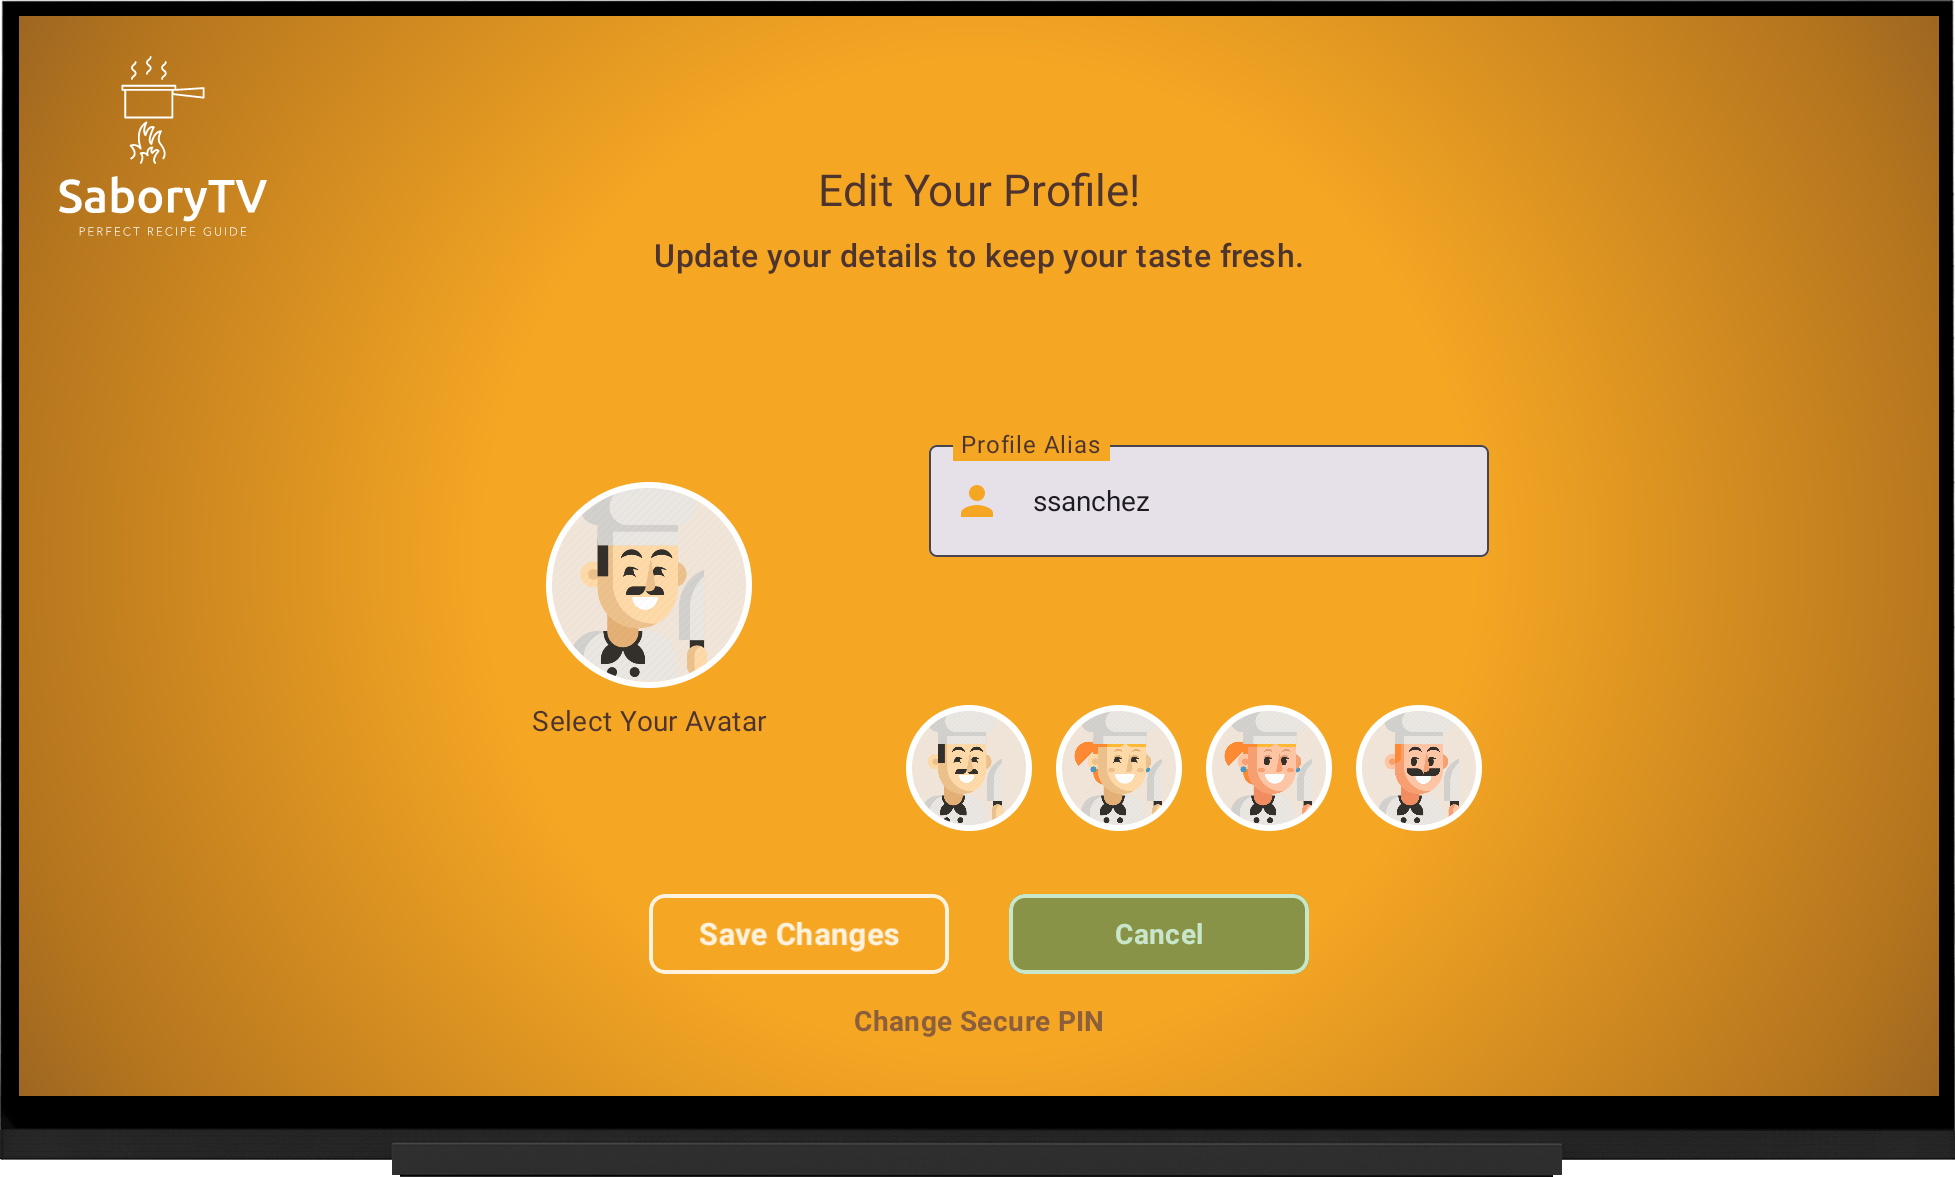 SaboryTV
PERFECT RECIPE GUIDE
Edit Your Profile!
Update your details to keep your taste fresh.
Profile Alias
ssanchez
Select Your Avatar
Save Changes
Cancel
Change Secure PIN